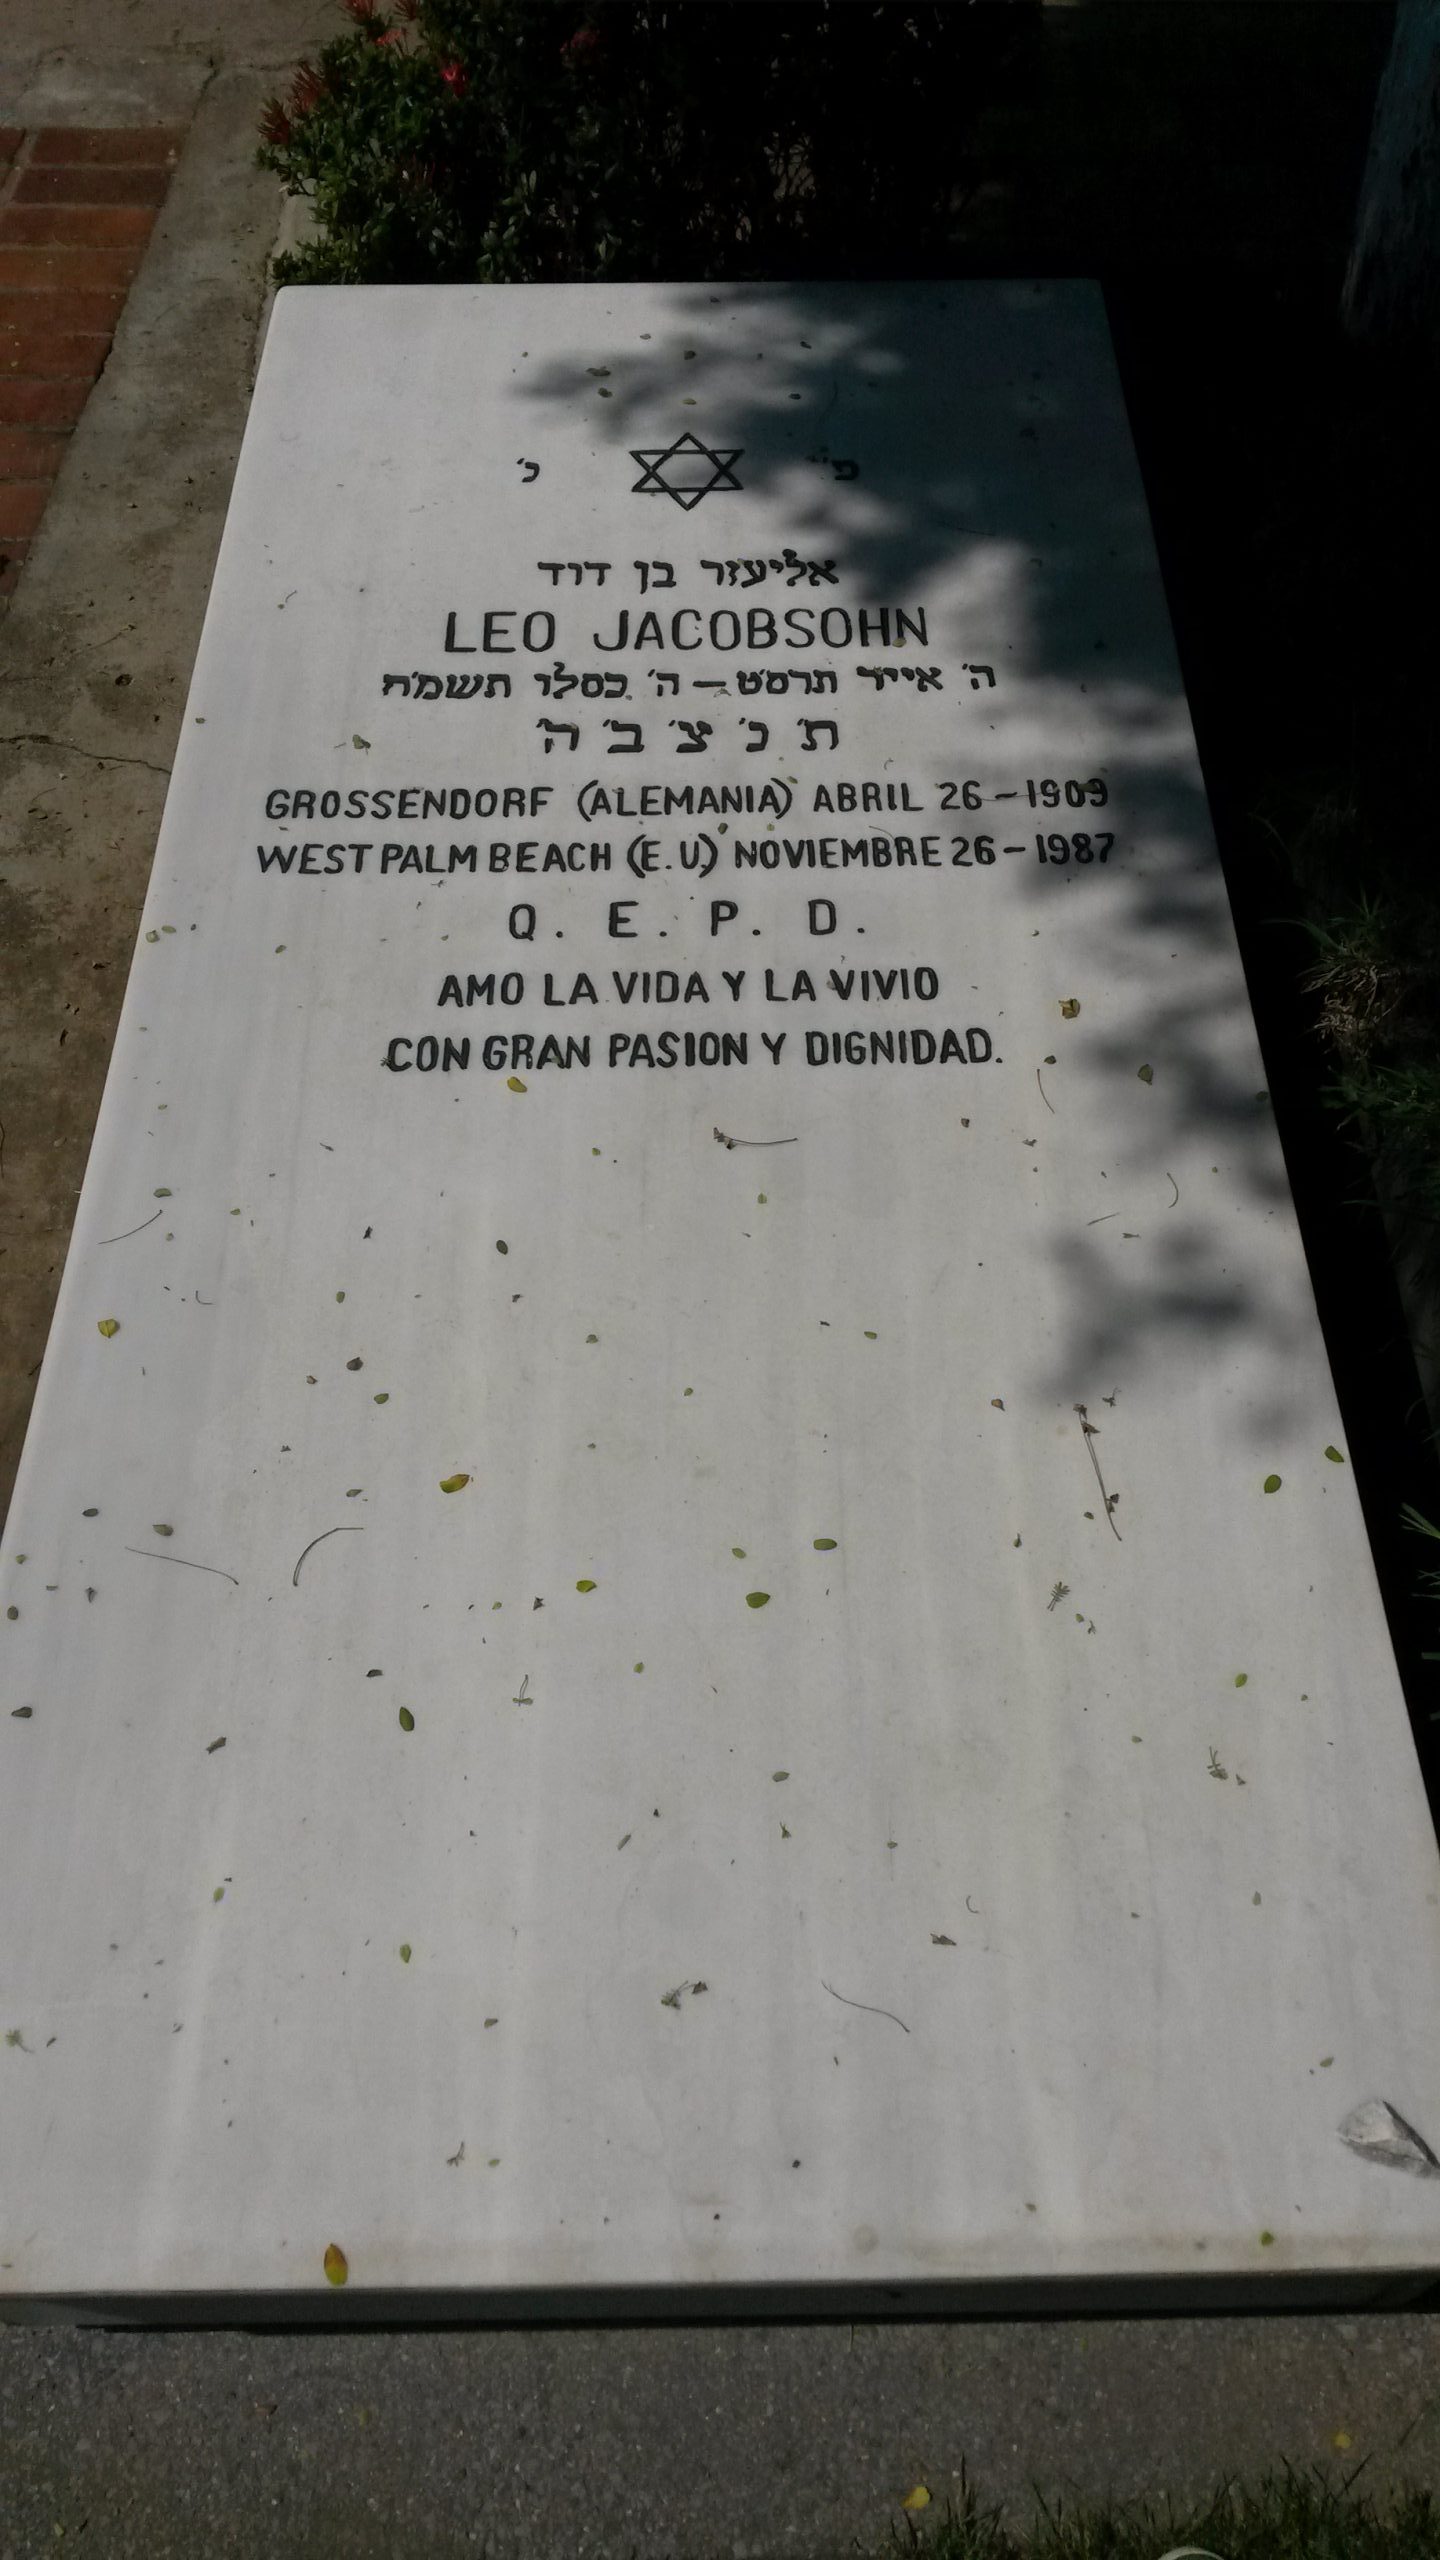 פ' נ'
אליעזר בן דוד
LEO JACOBSOHN
ה' אייר תרס'ט – ה' כסלו תשמ'ח
ת' נ' צ' ב' ה'
GROSSENDORF (ALEMANIA) ABRIL 26 - 1909
WEST PALM BEACH (E.U.) NOVIEMBRE 26 - 1987
Q. E. P. D.
AMO LA VIDA Y LA VIVIO
CON GRAN PASION Y DIGNIDAD.